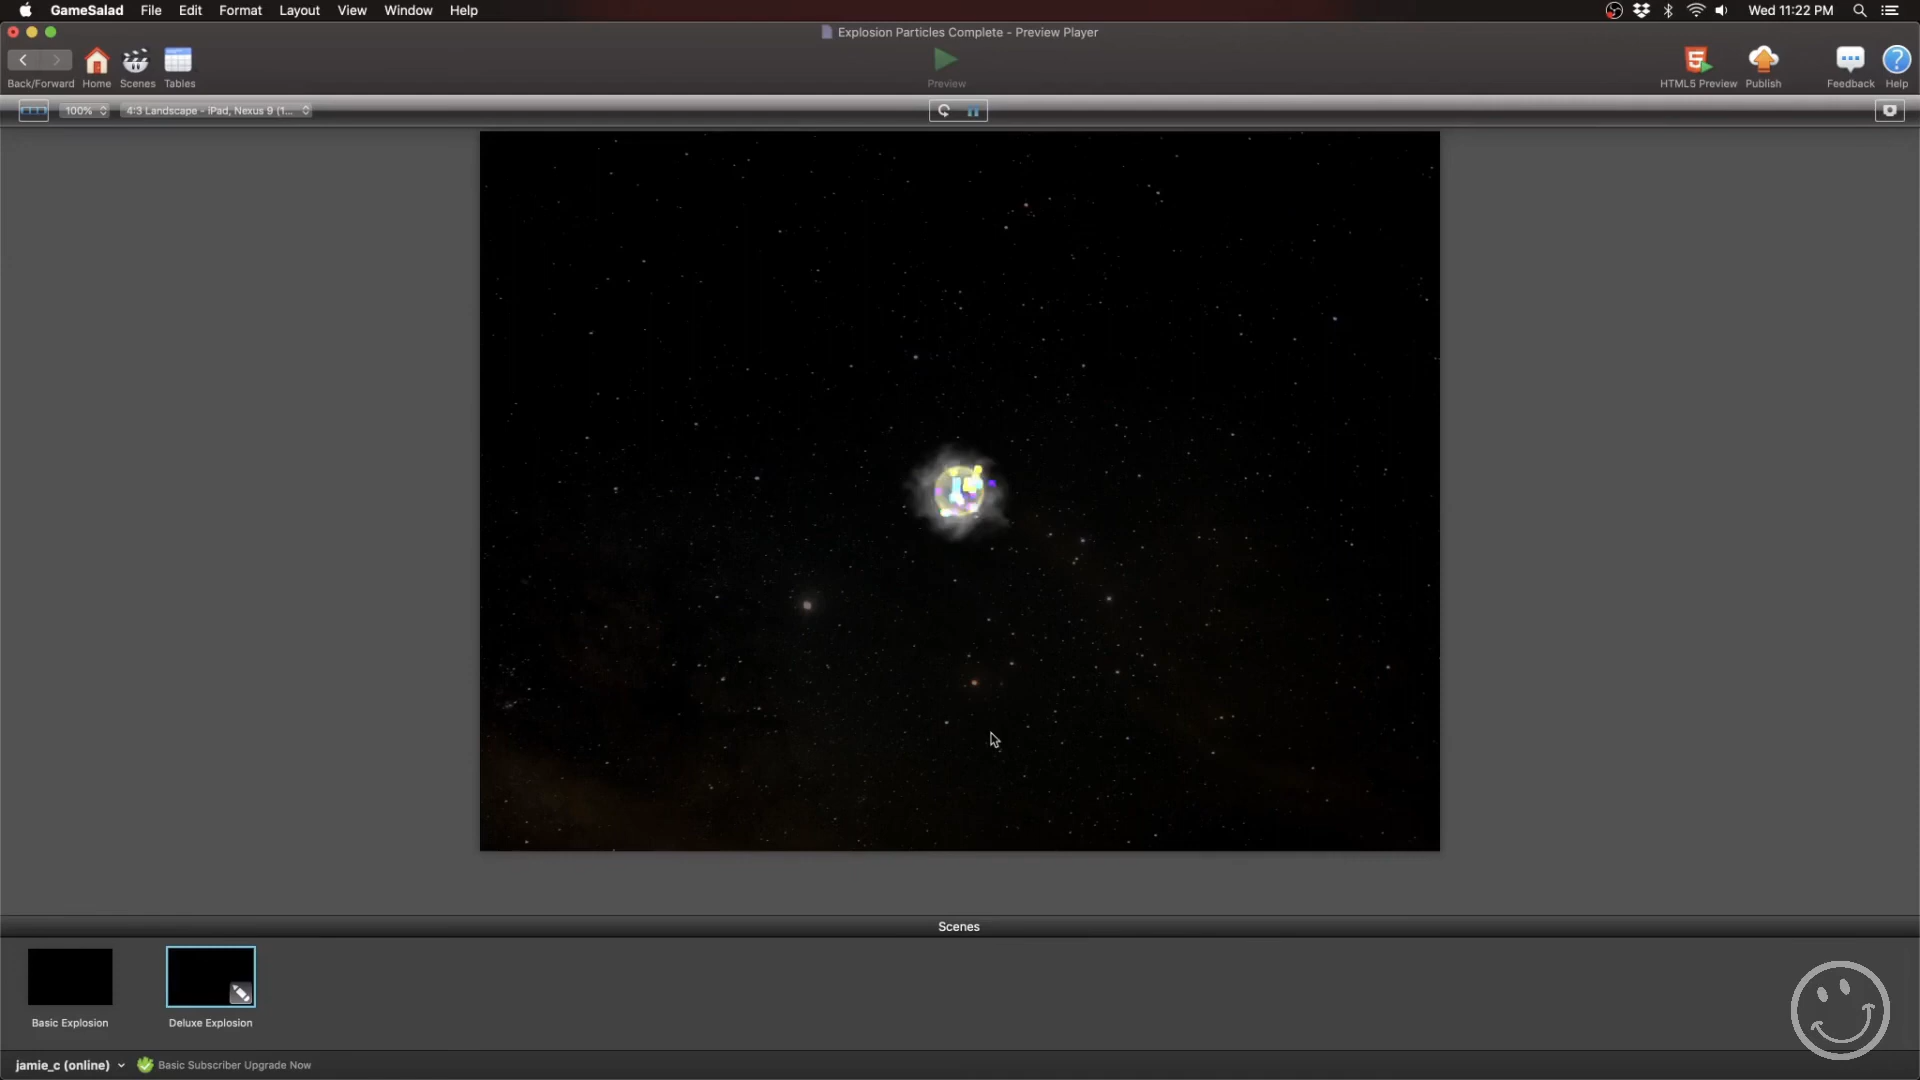 GameSalad File Edit Format Layout View Window Help
Wed 11:22 PM
Explosion Particles Complete - Preview Player
Back/Forward Home Scenes Tables
Preview
HTML5 Preview Publish Feedback Help
100% 4:3 Landscape - iPad, Nexus 9 (1...
Scenes
Basic Explosion Deluxe Explosion
jamie_c (online) Basic Subscriber Upgrade Now